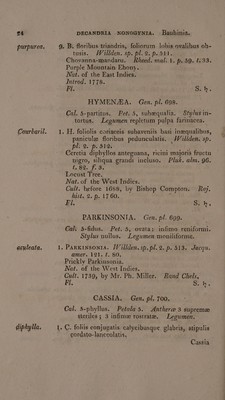 24 DECANDRIA MONOGYNIA. Bauhinia.
purpurea. 9. B. floribus triandris, foliorum lobis ovalibus ob-
tusis. Willden. sp. pl. 2. p. 511.
Chovanna-mandaru. Rheed. mal. 1. p. 59. t. 33.
Purple Mountain Ebony.
Nat. of the East Indies.
Introd. 1778.
Fl. S. ♄.
HYMENÆA. Gen. pl. 698.
Cal. 5-partitus. Pet. 5, subæqualia. Stylus in-
tortus. Legumen repletum pulpa farinacea.
Courbaril. 1. H. foliolis coriaceis subaveniis basi inæqualibus,
paniculæ floribus pedunculatis. Willden. sp.
pl. 2. p. 512.
Ceretia diphyllos antegoana, ricini majoris fructu
nigro, siliqua grandi incluso. Pluk. alm. 96.
t. 82. f. 3.
Locust Tree.
Nat. of the West Indies.
Cult. before 1688, by Bishop Compton. Raj.
hist. 2. p. 1760.
Fl. S. ♄.
PARKINSONIA. Gen. pl. 699.
Cal. 5-fidus. Pet. 5, ovata: infimo reniformi.
Stylus nullus. Legumen moniliforme.
aculeata. 1. PARKINSONIA. Willden. sp. pl. 2. p. 513. Jacqu.
amer. 121. t. 80.
Prickly Parkinsonia.
Nat. of the West Indies.
Cult. 1739, by Mr. Ph. Miller. Rand Chels.
Fl. S. ♄.
CASSIA. Gen. pl. 700.
Cal. 5-phyllus. Petala 5. Antheræ 3 supremæ
steriles; 3 infimæ rostratæ. Legumen.
diphylla. 1. C. foliis conjugatis calycibusque glabris, stipulis
cordato-lanceolatis.
Cassia